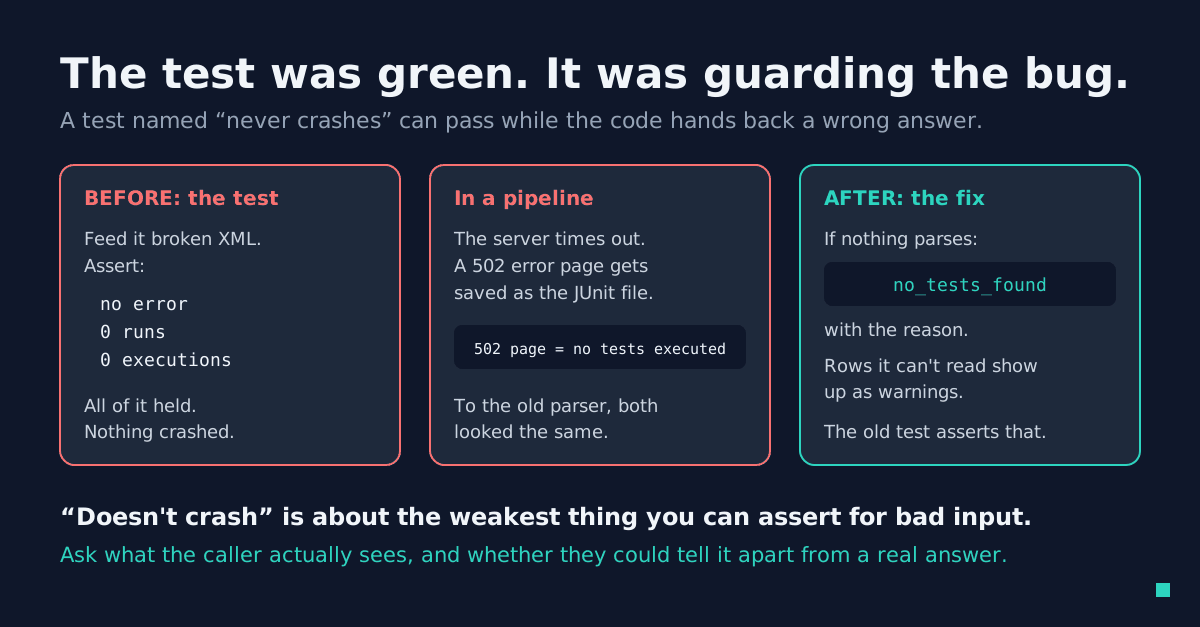 The test was green. It was guarding the bug.
A test named “never crashes” can pass while the code hands back a wrong answer.
BEFORE: the test
Feed it broken XML.
Assert:
no error
0 runs
0 executions
All of it held.
Nothing crashed.
In a pipeline
The server times out.
A 502 error page gets
saved as the JUnit file.
502 page = no tests executed
To the old parser, both
looked the same.
AFTER: the fix
If nothing parses:
no_tests_found
with the reason.
Rows it can't read show
up as warnings.
The old test asserts that.
“Doesn't crash” is about the weakest thing you can assert for bad input.
Ask what the caller actually sees, and whether they could tell it apart from a real answer.